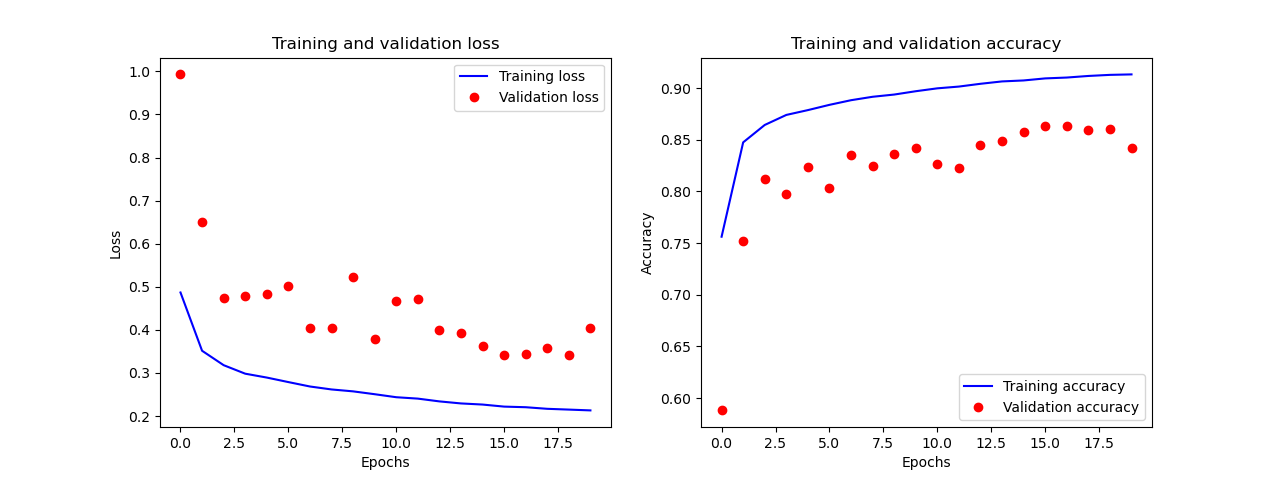 Training and validation loss
1.0
0.9
0.8
0.7
0.6
0.5
0.4
0.3
0.2
Loss
Training loss
Validation loss
0.0 2.5 5.0 7.5 10.0 12.5 15.0 17.5
Epochs
Training and validation accuracy
0.90
0.85
0.80
0.75
0.70
0.65
0.60
Accuracy
Training accuracy
Validation accuracy
0.0 2.5 5.0 7.5 10.0 12.5 15.0 17.5
Epochs